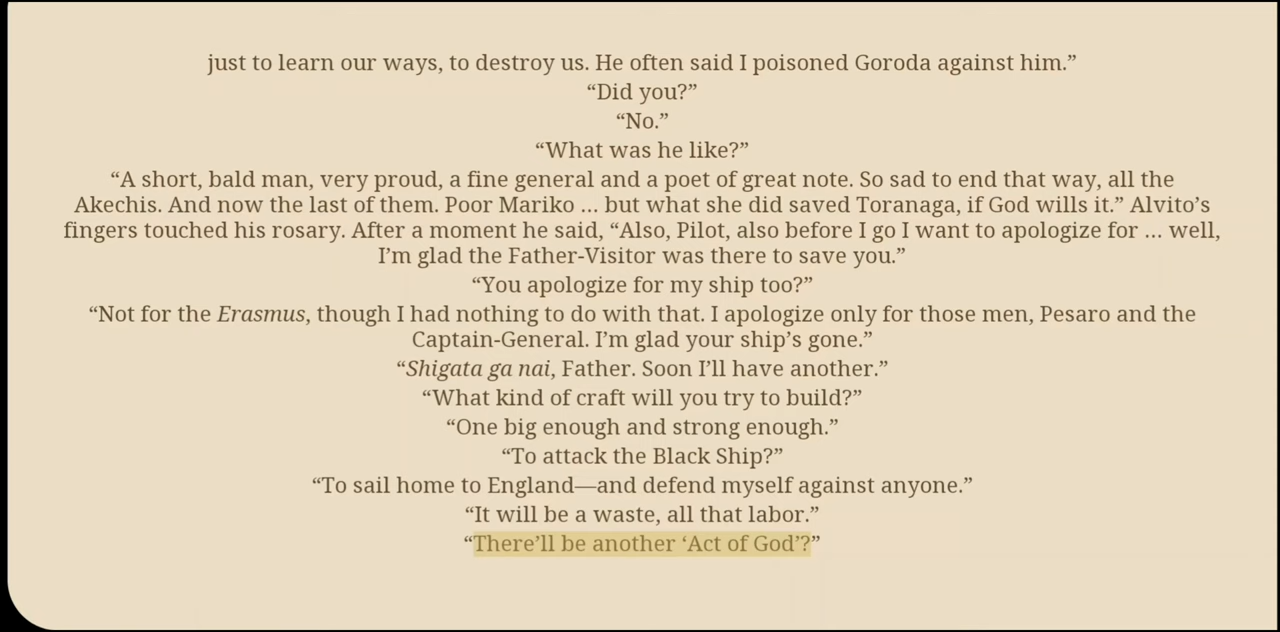 just to learn our ways, to destroy us. He often said I poisoned Goroda against him.”
“Did you?”
“No.”
“What was he like?”
“A short, bald man, very proud, a fine general and a poet of great note. So sad to end that way, all the
Akechis. And now the last of them. Poor Mariko ... but what she did saved Toranaga, if God wills it.” Alvito’s
fingers touched his rosary. After a moment he said, “Also, Pilot, also before I go I want to apologize for ... well,
I’m glad the Father-Visitor was there to save you.”
“You apologize for my ship too?”
“Not for the Erasmus, though I had nothing to do with that. I apologize only for those men, Pesaro and the
Captain-General. I’m glad your ship’s gone.”
“Shigata ga nai, Father. Soon I’ll have another.”
“What kind of craft will you try to build?”
“One big enough and strong enough.”
“To attack the Black Ship?”
“To sail home to England—and defend myself against anyone.”
“It will be a waste, all that labor.”
“There’ll be another ‘Act of God’?”